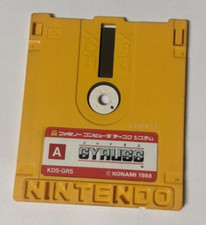 ファミリー コンピュータ ディスク システム
A
GYRUSS
KDS-GRS
© KONAMI 1988
NINTENDO